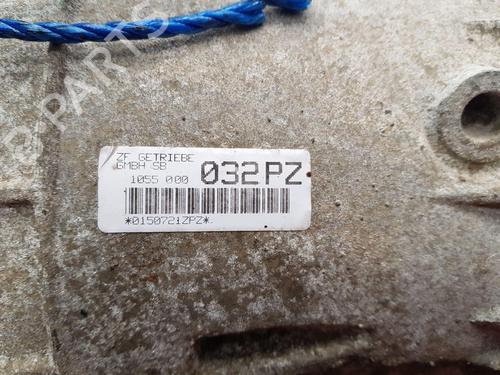 ZF GETRIEBE
GMBH SB
1055 000 032PZ
*0150721ZPZ*